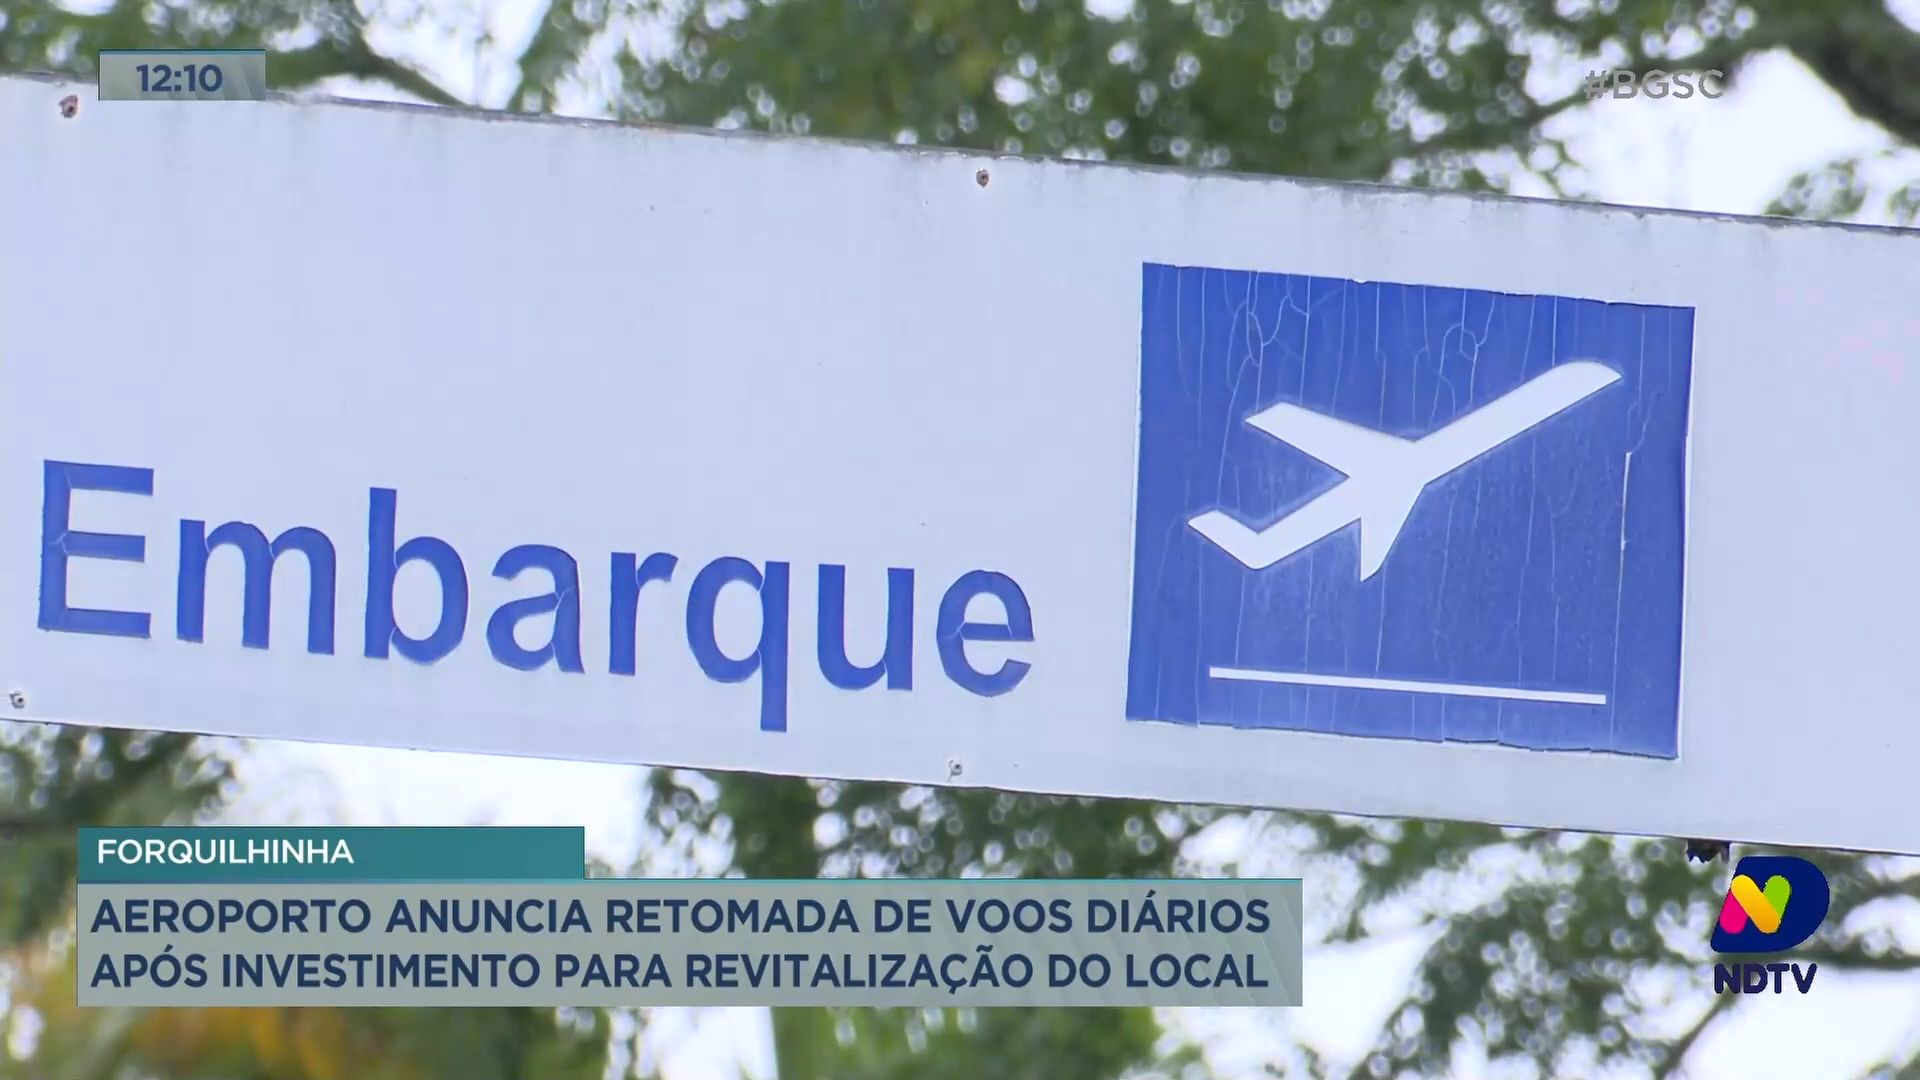 12:10
#BGSC
Embarque
FORQUILHINHA
AEROPORTO ANUNCIA RETOMADA DE VOOS DIÁRIOS
APÓS INVESTIMENTO PARA REVITALIZAÇÃO DO LOCAL
NDTV